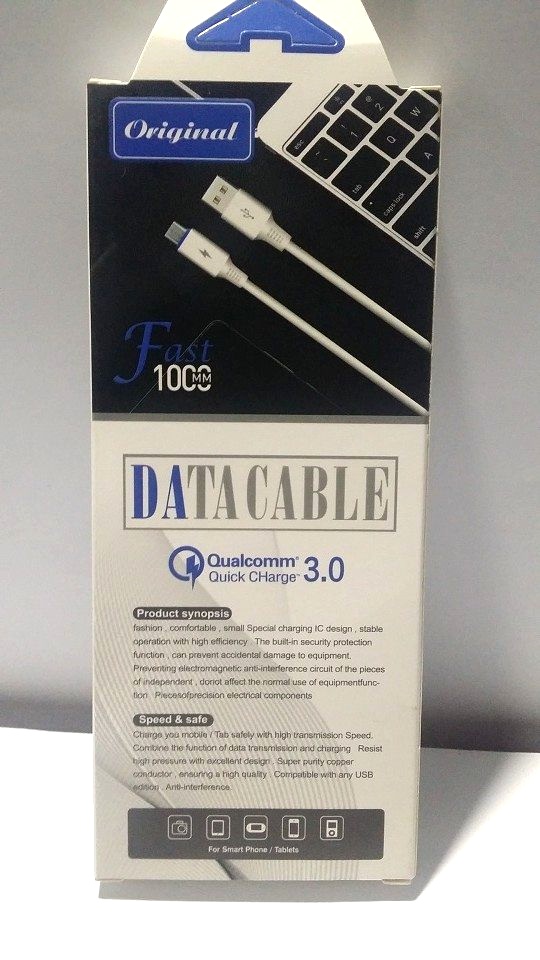 Original
esc
~
`
!
1
@
2
Q
W
tab
A
caps lock
shift
Fast
1000
MM
DATA CABLE
Qualcomm®
Quick CHarge™ 3.0
Product synopsis
fashion , comfortable , small Special charging IC design , stable
operation with high efficiency . The built-in security protection
function , can prevent accidental damage to equipment.
Preventing electromagnetic anti-interference circuit of the pieces
of independent , donot affect the normal use of equipmentfunc-
tion . Piecesofprecision electrical components
Speed & safe
Charge you mobile / Tab safely with high transmission Speed.
Combine the function of data transmission and charging . Resist
high pressure with excellent design . Super purity copper
conductor , ensuring a high quality . Compatible with any USB
edition . Anti-interference.
For Smart Phone / Tablets